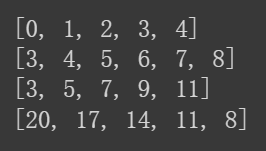 [0, 1, 2, 3, 4]
[3, 4, 5, 6, 7, 8]
[3, 5, 7, 9, 11]
[20, 17, 14, 11, 8]